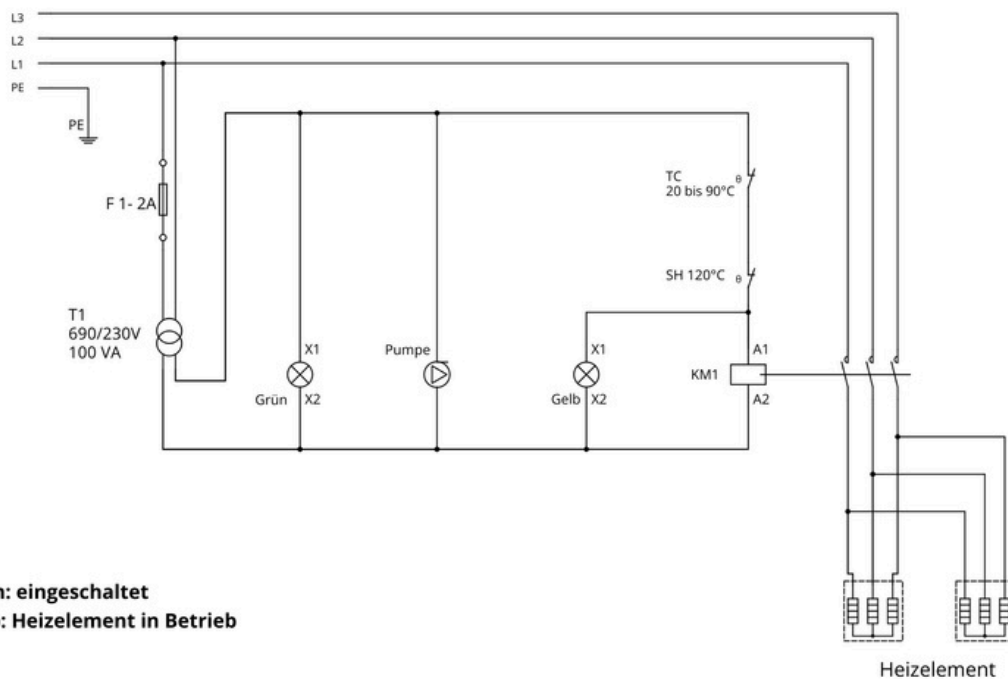 L3
L2
L1
PE
PE
F 1- 2A
T1
690/230V
100 VA
X1
Grün X2
Pumpe
X1
Gelb X2
TC
20 bis 90°C
θ
SH 120°C
θ
A1
KM1
A2
: eingeschaltet
: Heizelement in Betrieb
Heizelement